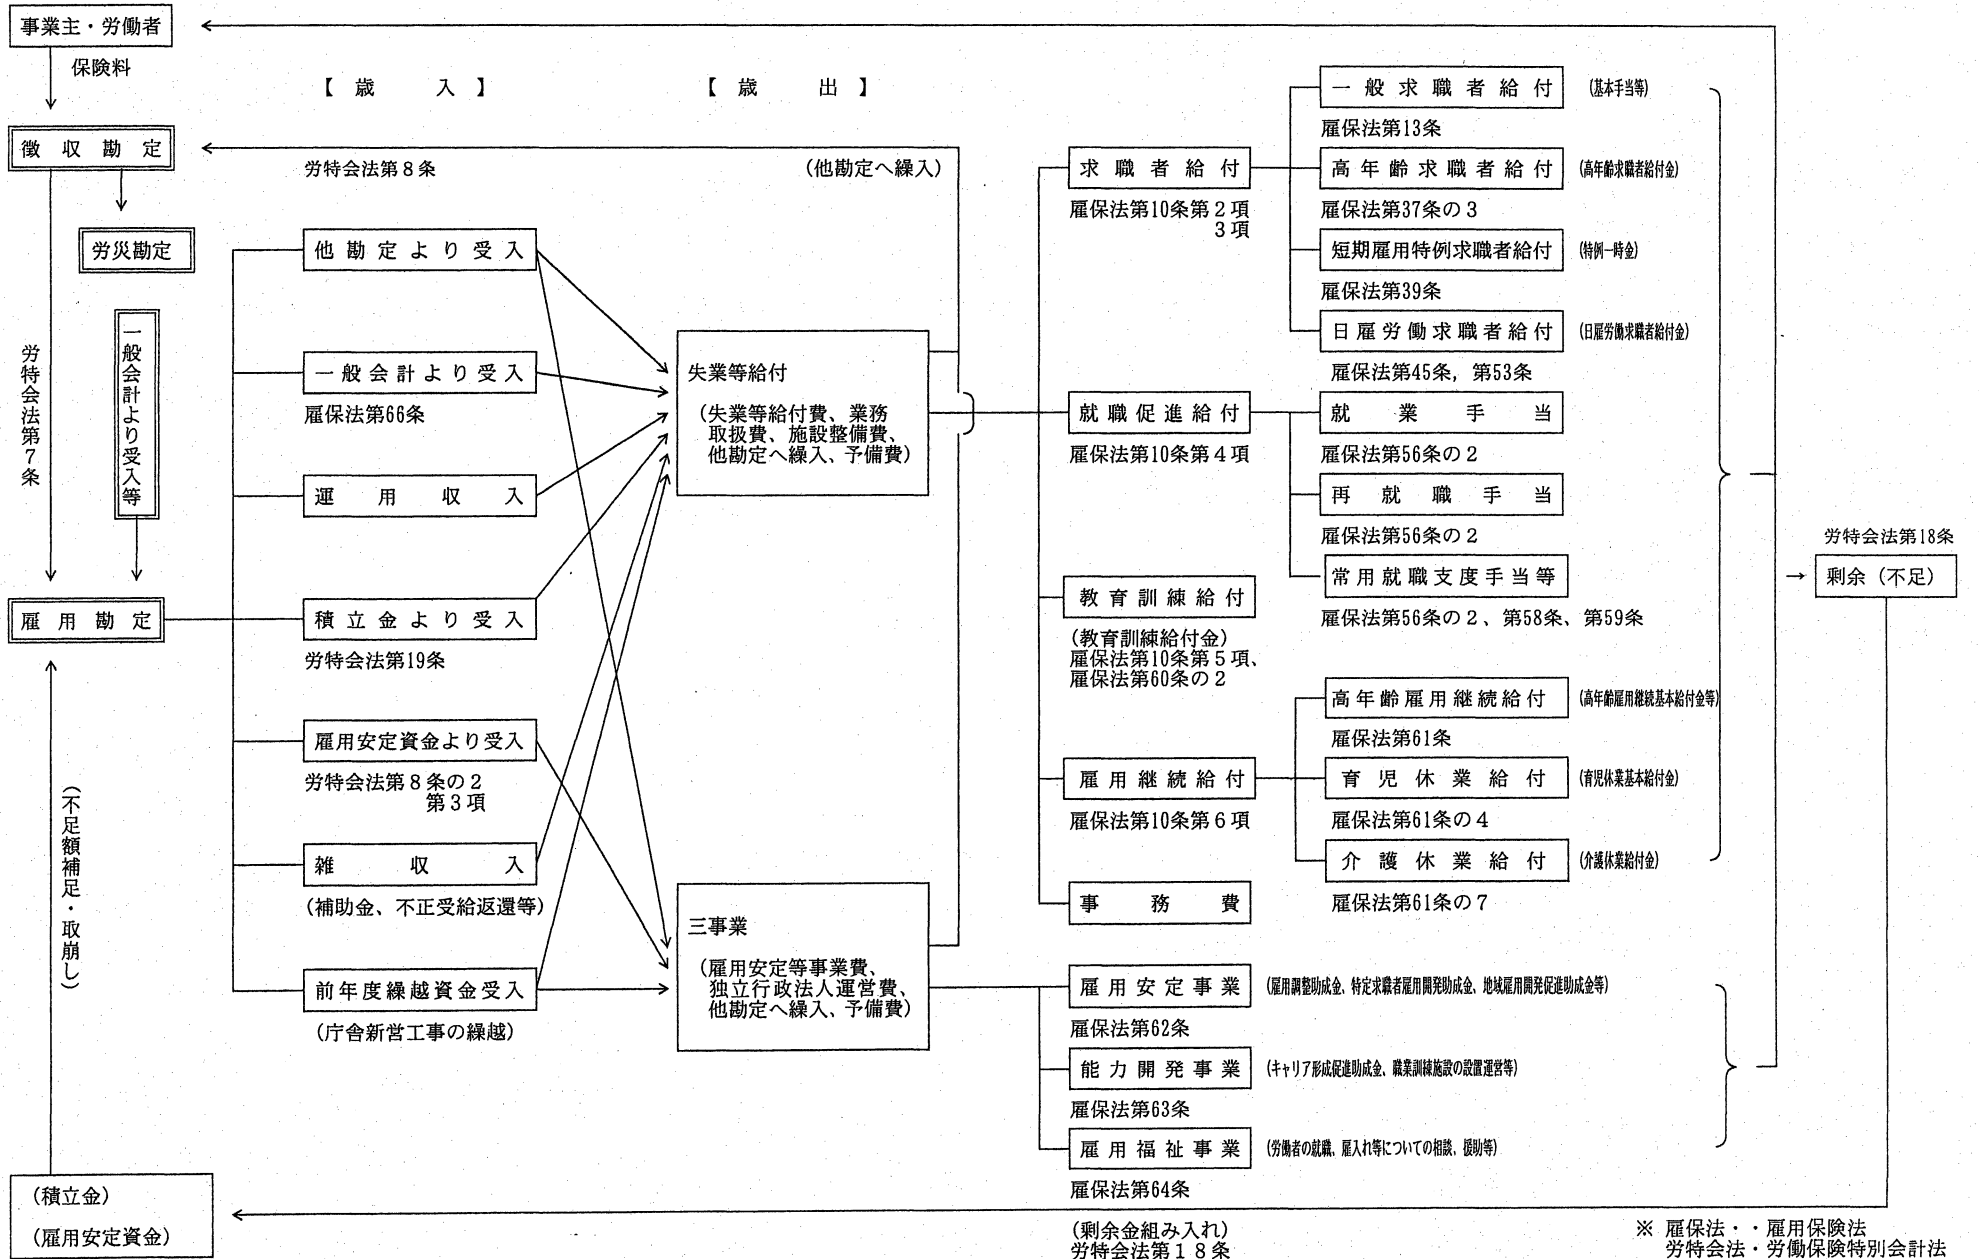 事業主・労働者
保険料
【歳入】
【歳出】
徴収勘定
労災勘定
労特会法第7条
一般会計より受入等
雇用勘定
(不足額補足・取崩し)
(積立金)
(雇用安定資金)
労特会法第8条
(他勘定へ繰入)
他勘定より受入
一般会計より受入
雇保法第66条
運用収入
積立金より受入
労特会法第19条
雇用安定資金より受入
労特会法第8条の2
第3項
雑収入
(補助金、不正受給返還等)
前年度繰越資金受入
(庁舎新営工事の繰越)
失業等給付
(失業等給付費、業務
取扱費、施設整備費、
他勘定へ繰入、予備費)
三事業
(雇用安定等事業費、
独立行政法人運営費、
他勘定へ繰入、予備費)
求職者給付
雇保法第10条第2項
3項
一般求職者給付 (基本手当等)
雇保法第13条
高年齢求職者給付 (高年齢求職者給付金)
雇保法第37条の3
短期雇用特例求職者給付 (特例一時金)
雇保法第39条
日雇労働求職者給付 (日雇労働求職者給付金)
雇保法第45条,第53条
就職促進給付
雇保法第10条第4項
就業手当
雇保法第56条の2
再就職手当
雇保法第56条の2
常用就職支度手当等
雇保法第56条の2、第58条、第59条
教育訓練給付
(教育訓練給付金)
雇保法第10条第5項、
雇保法第60条の2
雇用継続給付
雇保法第10条第6項
高年齢雇用継続給付 (高年齢雇用継続基本給付金等)
雇保法第61条
育児休業給付 (育児休業基本給付金)
雇保法第61条の4
介護休業給付 (介護休業給付金)
雇保法第61条の7
事務費
雇用安定事業 (雇用調整助成金、特定求職者雇用開発助成金、地域雇用開発促進助成金等)
雇保法第62条
能力開発事業 (キャリア形成促進助成金、職業訓練施設の設置運営等)
雇保法第63条
雇用福祉事業 (労働者の就職、雇入れ等についての相談、援助等)
雇保法第64条
労特会法第18条
剰余(不足)
(剰余金組み入れ)
労特会法第18条
※ 雇保法・・雇用保険法
労特会法・労働保険特別会計法